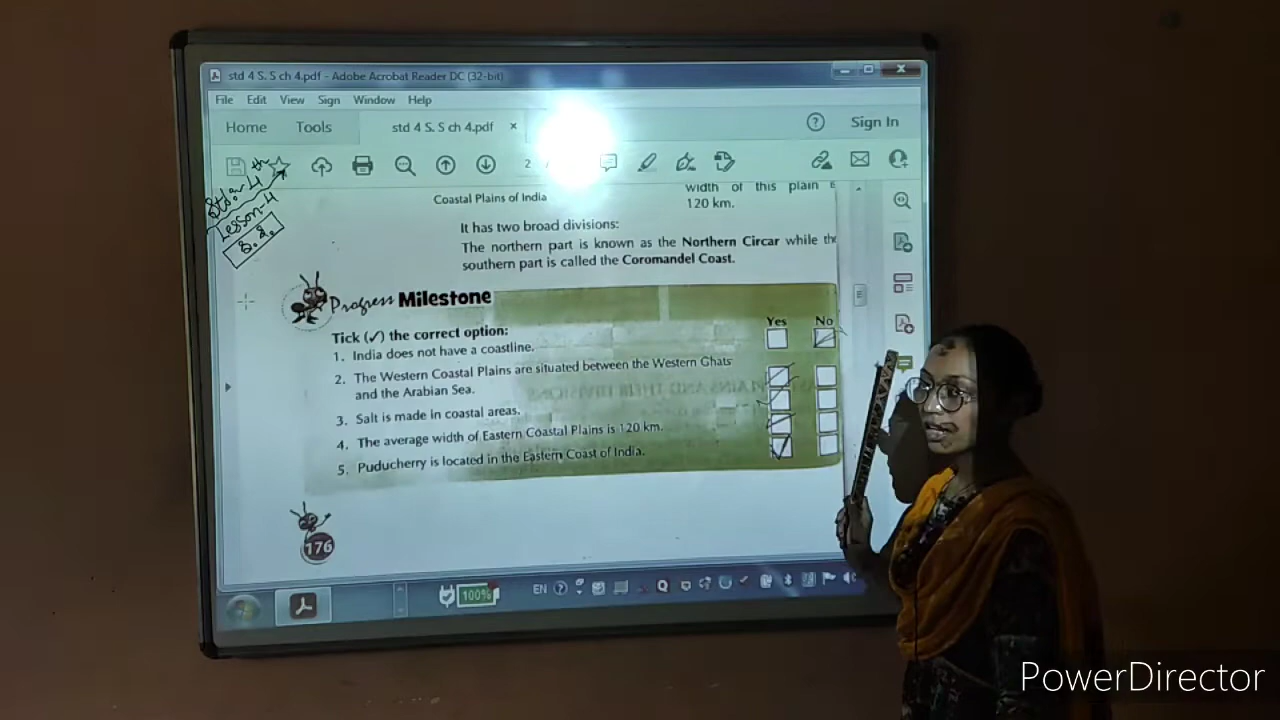 std 4 S. S ch 4.pdf - Adobe Acrobat Reader DC (32-bit)
File Edit View Sign Window Help
Home Tools std 4 S. S ch 4.pdf × Sign In
2
Std. 4th
Lesson-4
S.S.
Coastal Plains of India
width of this plain
120 km.
It has two broad divisions:
The northern part is known as the Northern Circar while the
southern part is called the Coromandel Coast.
Progress Milestone
Tick (✓) the correct option:
Yes No
1. India does not have a coastline.
2. The Western Coastal Plains are situated between the Western Ghats
and the Arabian Sea.
3. Salt is made in coastal areas.
4. The average width of Eastern Coastal Plains is 120 km.
5. Puducherry is located in the Eastern Coast of India.
176
100% EN
PowerDirector